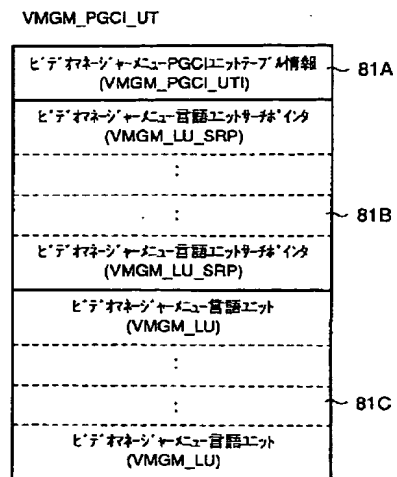 VMGM_PGCI_UT
ﾋﾞﾃﾞｵﾏﾈｰｼﾞｬｰﾒﾆｭｰPGCIﾕﾆｯﾄﾃｰﾌﾞﾙ情報
(VMGM_PGCI_UTI)
81A
ﾋﾞﾃﾞｵﾏﾈｰｼﾞｬｰﾒﾆｭｰ言語ﾕﾆｯﾄｻｰﾁﾎﾟｲﾝﾀ
(VMGM_LU_SRP)
:
:
81B
ﾋﾞﾃﾞｵﾏﾈｰｼﾞｬｰﾒﾆｭｰ言語ﾕﾆｯﾄｻｰﾁﾎﾟｲﾝﾀ
(VMGM_LU_SRP)
ﾋﾞﾃﾞｵﾏﾈｰｼﾞｬｰﾒﾆｭｰ言語ﾕﾆｯﾄ
(VMGM_LU)
:
:
81C
ﾋﾞﾃﾞｵﾏﾈｰｼﾞｬｰﾒﾆｭｰ言語ﾕﾆｯﾄ
(VMGM_LU)